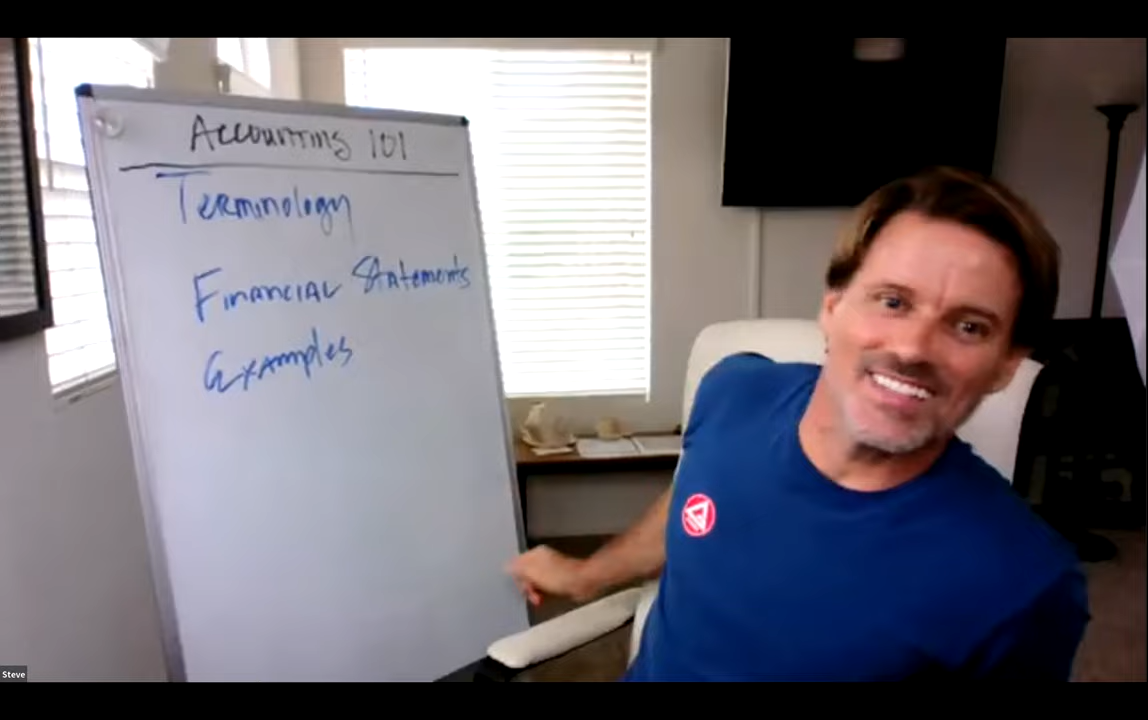 Accounting 101
Terminology
Financial Statements
Examples
Steve